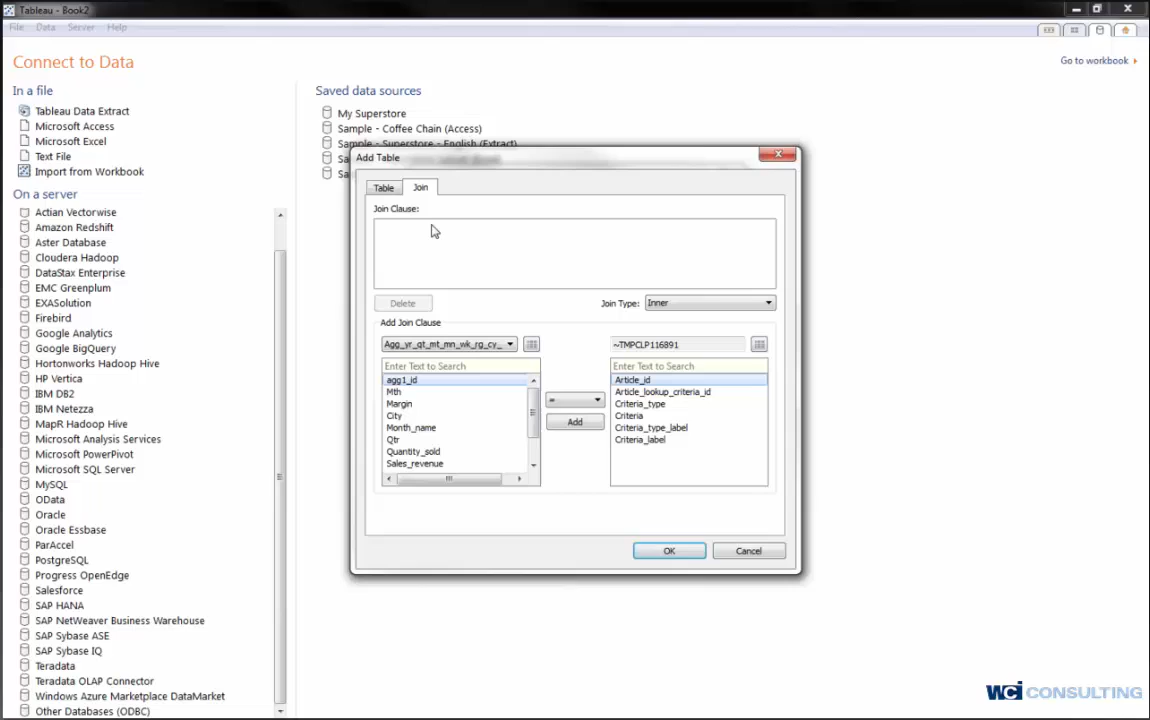 Tableau - Book2
File Data Server Help
Connect to Data
Go to workbook
In a file
Tableau Data Extract
Microsoft Access
Microsoft Excel
Text File
Import from Workbook
On a server
Actian Vectorwise
Amazon Redshift
Aster Database
Cloudera Hadoop
DataStax Enterprise
EMC Greenplum
EXASolution
Firebird
Google Analytics
Google BigQuery
Hortonworks Hadoop Hive
HP Vertica
IBM DB2
IBM Netezza
MapR Hadoop Hive
Microsoft Analysis Services
Microsoft PowerPivot
Microsoft SQL Server
MySQL
OData
Oracle
Oracle Essbase
ParAccel
PostgreSQL
Progress OpenEdge
Salesforce
SAP HANA
SAP NetWeaver Business Warehouse
SAP Sybase ASE
SAP Sybase IQ
Teradata
Teradata OLAP Connector
Windows Azure Marketplace DataMarket
Other Databases (ODBC)
Saved data sources
My Superstore
Sample - Coffee Chain (Access)
Sample - Superstore - English (Extract)
Sa
Sa
Add Table
Table Join
Join Clause:
Delete
Join Type: Inner
Add Join Clause
Agg_yr_qt_mt_mn_wk_rg_cy_
Enter Text to Search
agg1_id
Mth
Margin
City
Month_name
Qtr
Quantity_sold
Sales_revenue
=
Add
~TMPCLP116891
Enter Text to Search
Article_id
Article_lookup_criteria_id
Criteria_type
Criteria
Criteria_type_label
Criteria_label
OK Cancel
WCI CONSULTING